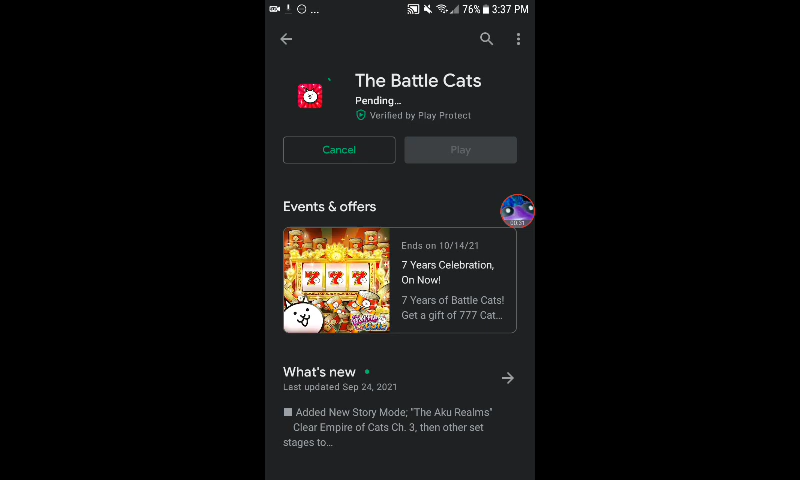 ... 76% 3:37 PM
The Battle Cats
Pending...
Verified by Play Protect
Cancel Play
Events & offers
00:31
Ends on 10/14/21
7 Years Celebration,
On Now!
7 Years of Battle Cats!
Get a gift of 777 Cat...
What's new
Last updated Sep 24, 2021
■ Added New Story Mode; "The Aku Realms"
Clear Empire of Cats Ch. 3, then other set
stages to...